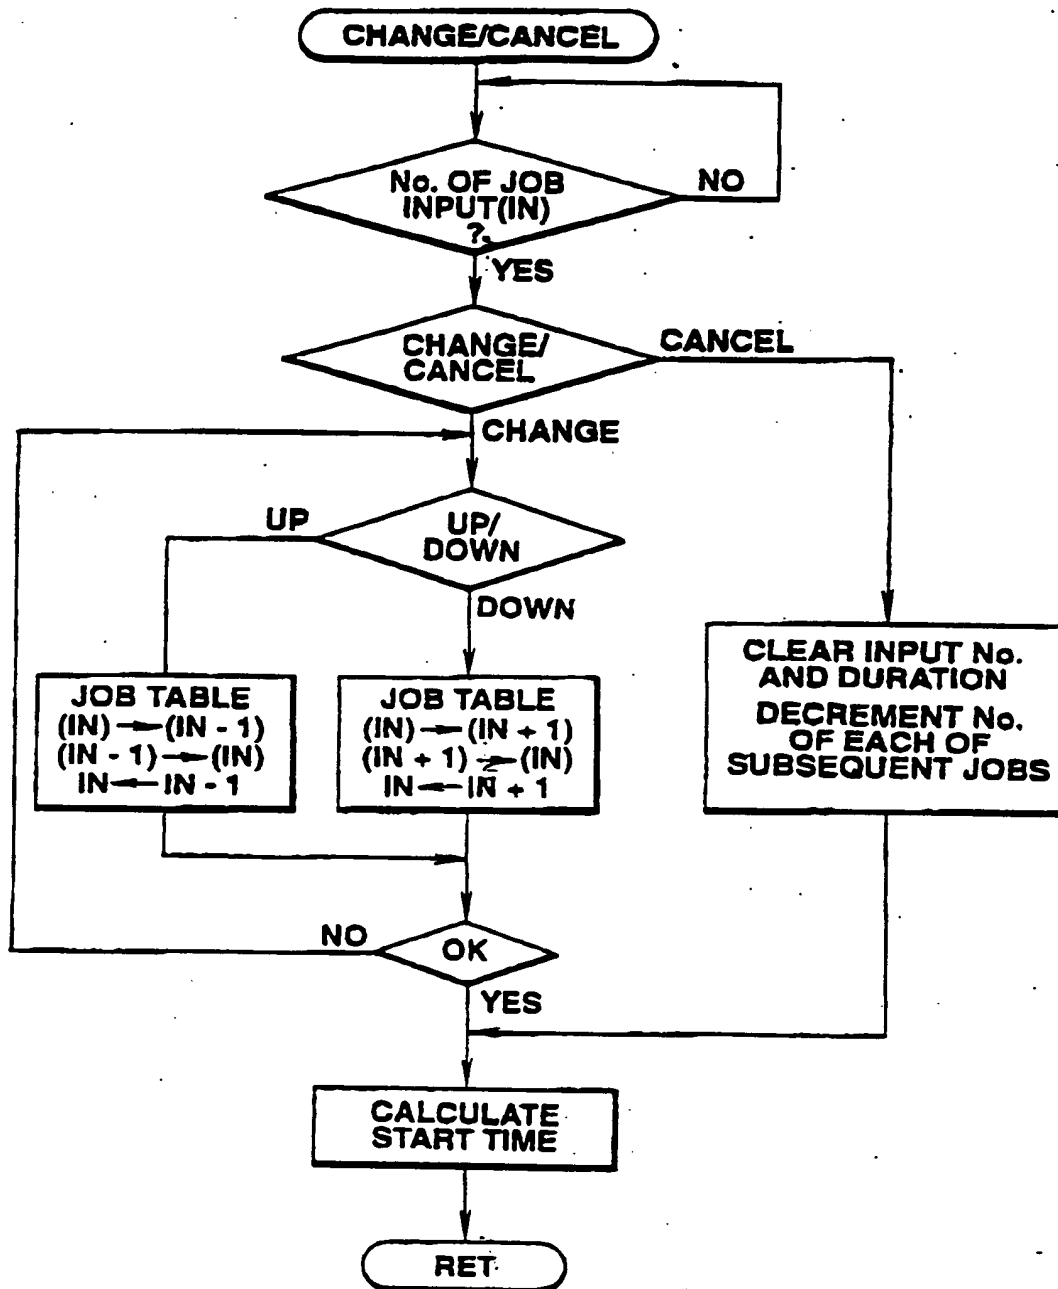 CHANGE/CANCEL
No. OF JOB
INPUT(IN)
?
NO
YES
CHANGE/
CANCEL
CANCEL
CHANGE
UP/
DOWN
UP
DOWN
JOB TABLE
(IN) → (IN - 1)
(IN - 1) → (IN)
IN ← IN - 1
JOB TABLE
(IN) → (IN + 1)
(IN + 1) → (IN)
IN ← IN + 1
CLEAR INPUT No.
AND DURATION
DECREMENT No.
OF EACH OF
SUBSEQUENT JOBS
NO
OK
YES
CALCULATE
START TIME
RET